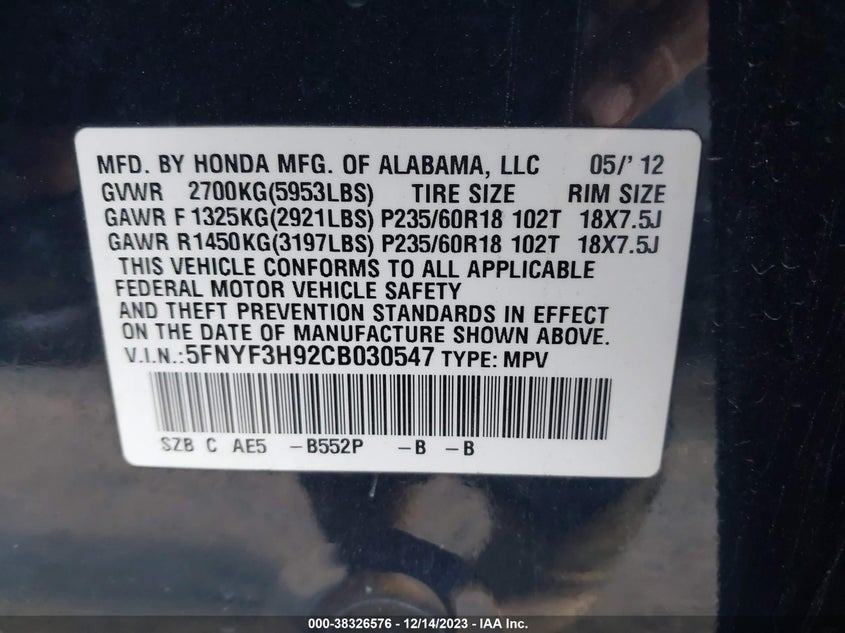 MFD. BY HONDA MFG. OF ALABAMA, LLC 05/' 12
GVWR 2700KG(5953LBS) TIRE SIZE RIM SIZE
GAWR F 1325KG(2921LBS) P235/60R18 102T 18X7.5J
GAWR R1450KG(3197LBS) P235/60R18 102T 18X7.5J
THIS VEHICLE CONFORMS TO ALL APPLICABLE
FEDERAL MOTOR VEHICLE SAFETY
AND THEFT PREVENTION STANDARDS IN EFFECT
ON THE DATE OF MANUFACTURE SHOWN ABOVE.
V.I.N.:5FNYF3H92CB030547 TYPE: MPV
SZB C AE5 -B552P -B -B
000-38326576 - 12/14/2023 - IAA Inc.